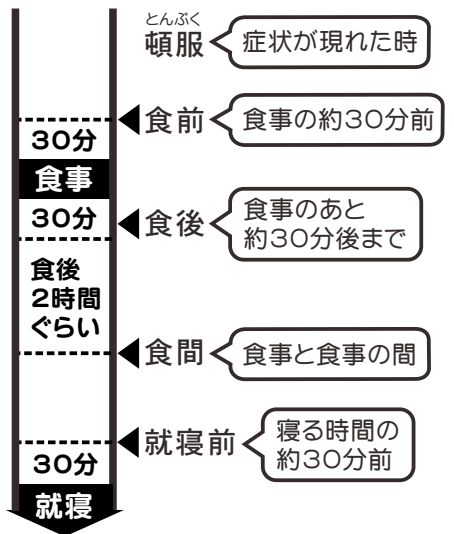 とんぷく
頓服
症状が現れた時
食前
食事の約30分前
30分
食事
30分
食後
食事のあと
約30分後まで
食後
2時間
ぐらい
食間
食事と食事の間
就寝前
寝る時間の
約30分前
30分
就寝